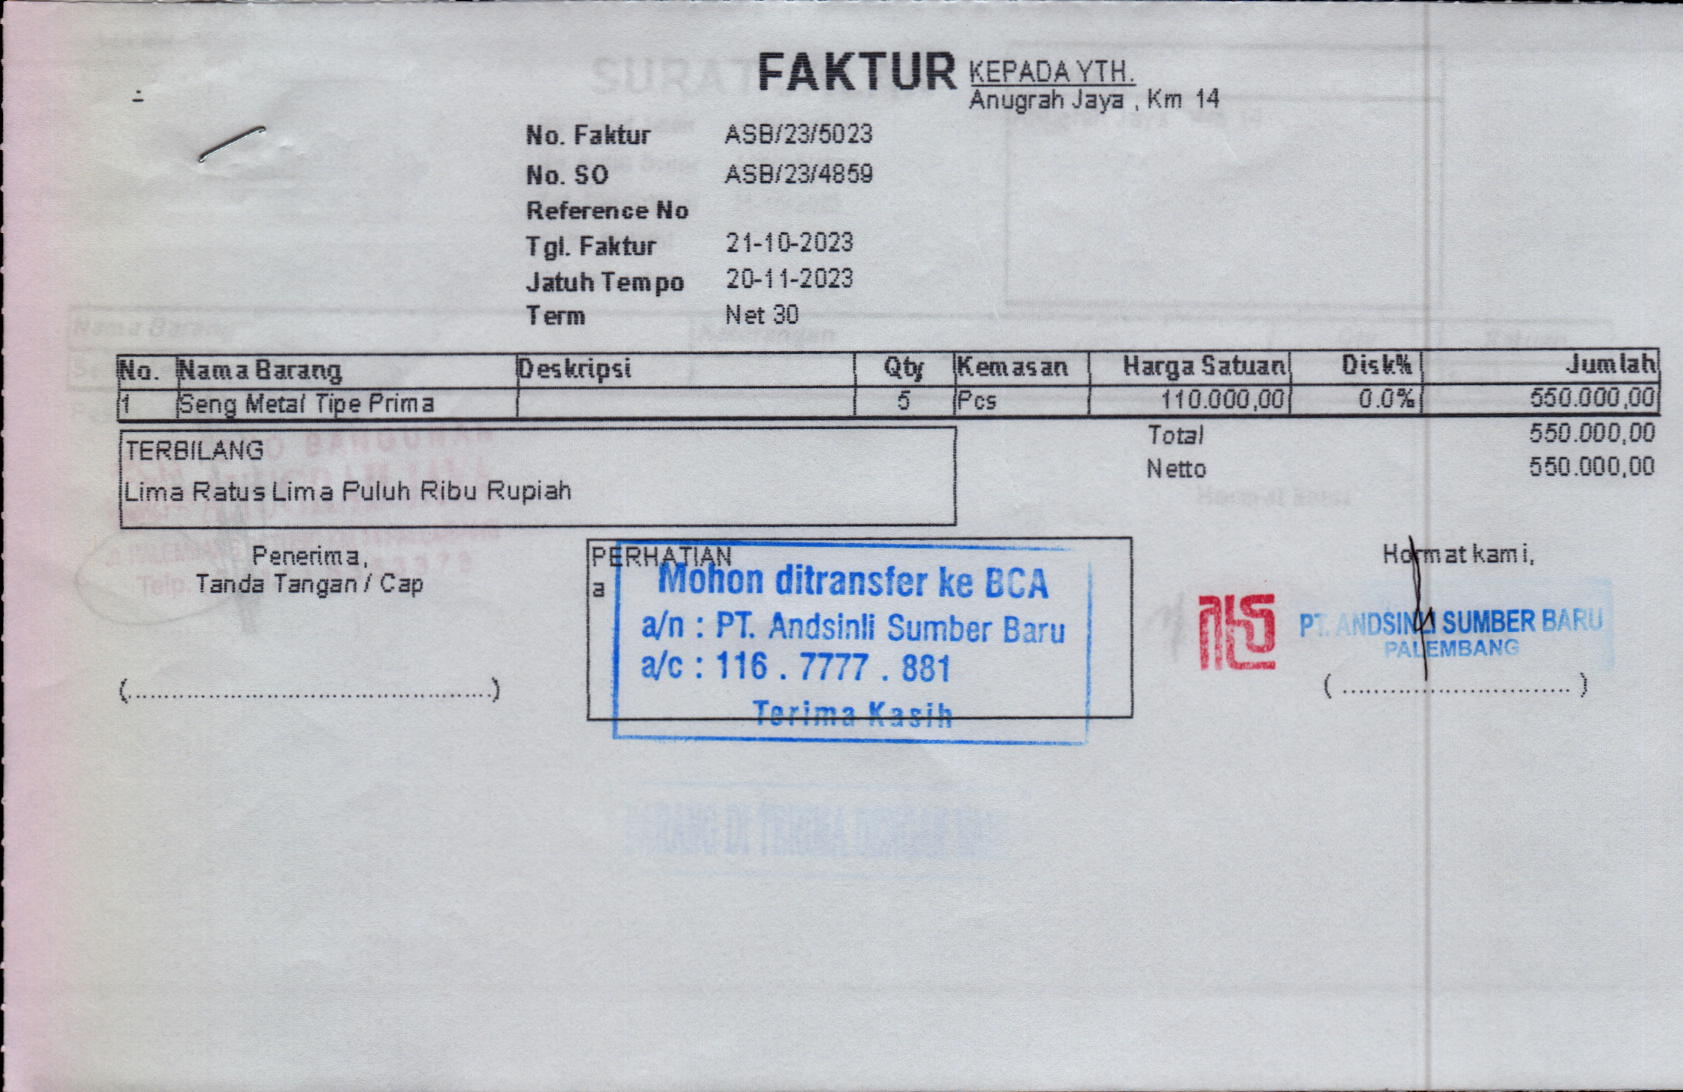 FAKTUR
KEPADA YTH.
Anugrah Jaya , Km 14
No. Faktur ASB/23/5023
No. SO ASB/23/4859
Reference No
Tgl. Faktur 21-10-2023
Jatuh Tempo 20-11-2023
Term Net 30
No. Nama Barang Deskripsi Qty Kemasan Harga Satuan Disk% Jumlah
1 Seng Metal Tipe Prima 5 Pcs 110.000,00 0.0% 550.000,00
Total 550.000,00
Netto 550.000,00
TERBILANG
Lima Ratus Lima Puluh Ribu Rupiah
Penerima,
Tanda Tangan / Cap
(............................................)
PERHATIAN
a
Mohon ditransfer ke BCA
a/n : PT. Andsinli Sumber Baru
a/c : 116 . 7777 . 881
Terima Kasih
Hormat kami,
PT. ANDSINLI SUMBER BARU
PALEMBANG
( ............................ )